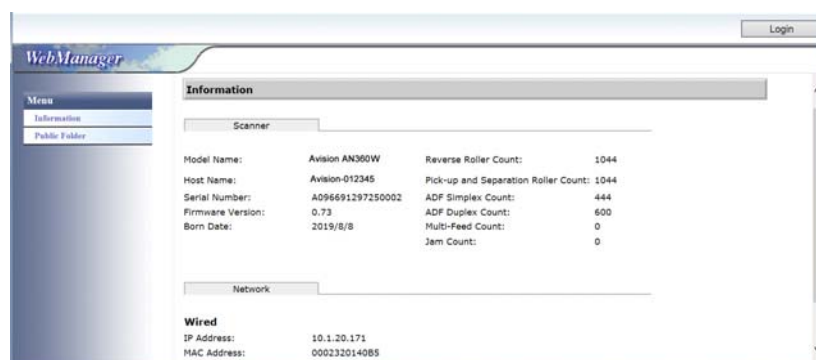 Login
WebManager
Menu
Information
Public Folder
Information
Scanner
Model Name: Avision AN360W Reverse Roller Count: 1044
Host Name: Avision-012345 Pick-up and Separation Roller Count: 1044
Serial Number: A096691297250002 ADF Simplex Count: 444
Firmware Version: 0.73 ADF Duplex Count: 600
Born Date: 2019/8/8 Multi-Feed Count: 0
Jam Count: 0
Network
Wired
IP Address: 10.1.20.171
MAC Address: 0002320140B5